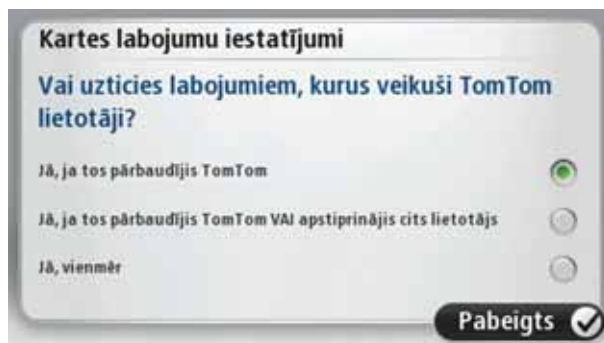 Kartes labojumu iestatījumi
Vai uzticies labojumiem, kurus veikuši TomTom
lietotāji?
Jā, ja tos pārbaudījis TomTom
Jā, ja tos pārbaudījis TomTom VAI apstiprinājis cits lietotājs
Jā, vienmēr
Pabeigts